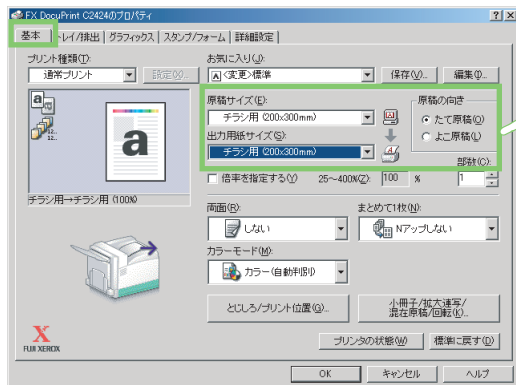 FX DocuPrint C2424のプロパティ
基本 トレイ/排出 グラフィックス スタンプ/フォーム 詳細設定
プリント種類(T):
通常プリント
設定(X)...
お気に入り(J):
A <変更>標準
保存(V)...
編集(I)...
原稿サイズ(E):
チラシ用 (200x300mm)
出力用紙サイズ(S):
チラシ用 (200x300mm)
原稿の向き
たて原稿(O)
よこ原稿(L)
部数(C):
倍率を指定する(Y)
25～400%(Z):
100 %
1
a
12..
12..
a
チラシ用→チラシ用 (100%)
両面(R):
しない
まとめて1枚(N):
Nアップしない
カラーモード(M):
カラー(自動判別)
とじしろ/プリント位置(G)...
小冊子/拡大連写/
混在原稿/回転(K)...
X
FUJI XEROX
プリンタの状態(W)
標準に戻す(D)
OK
キャンセル
ヘルプ